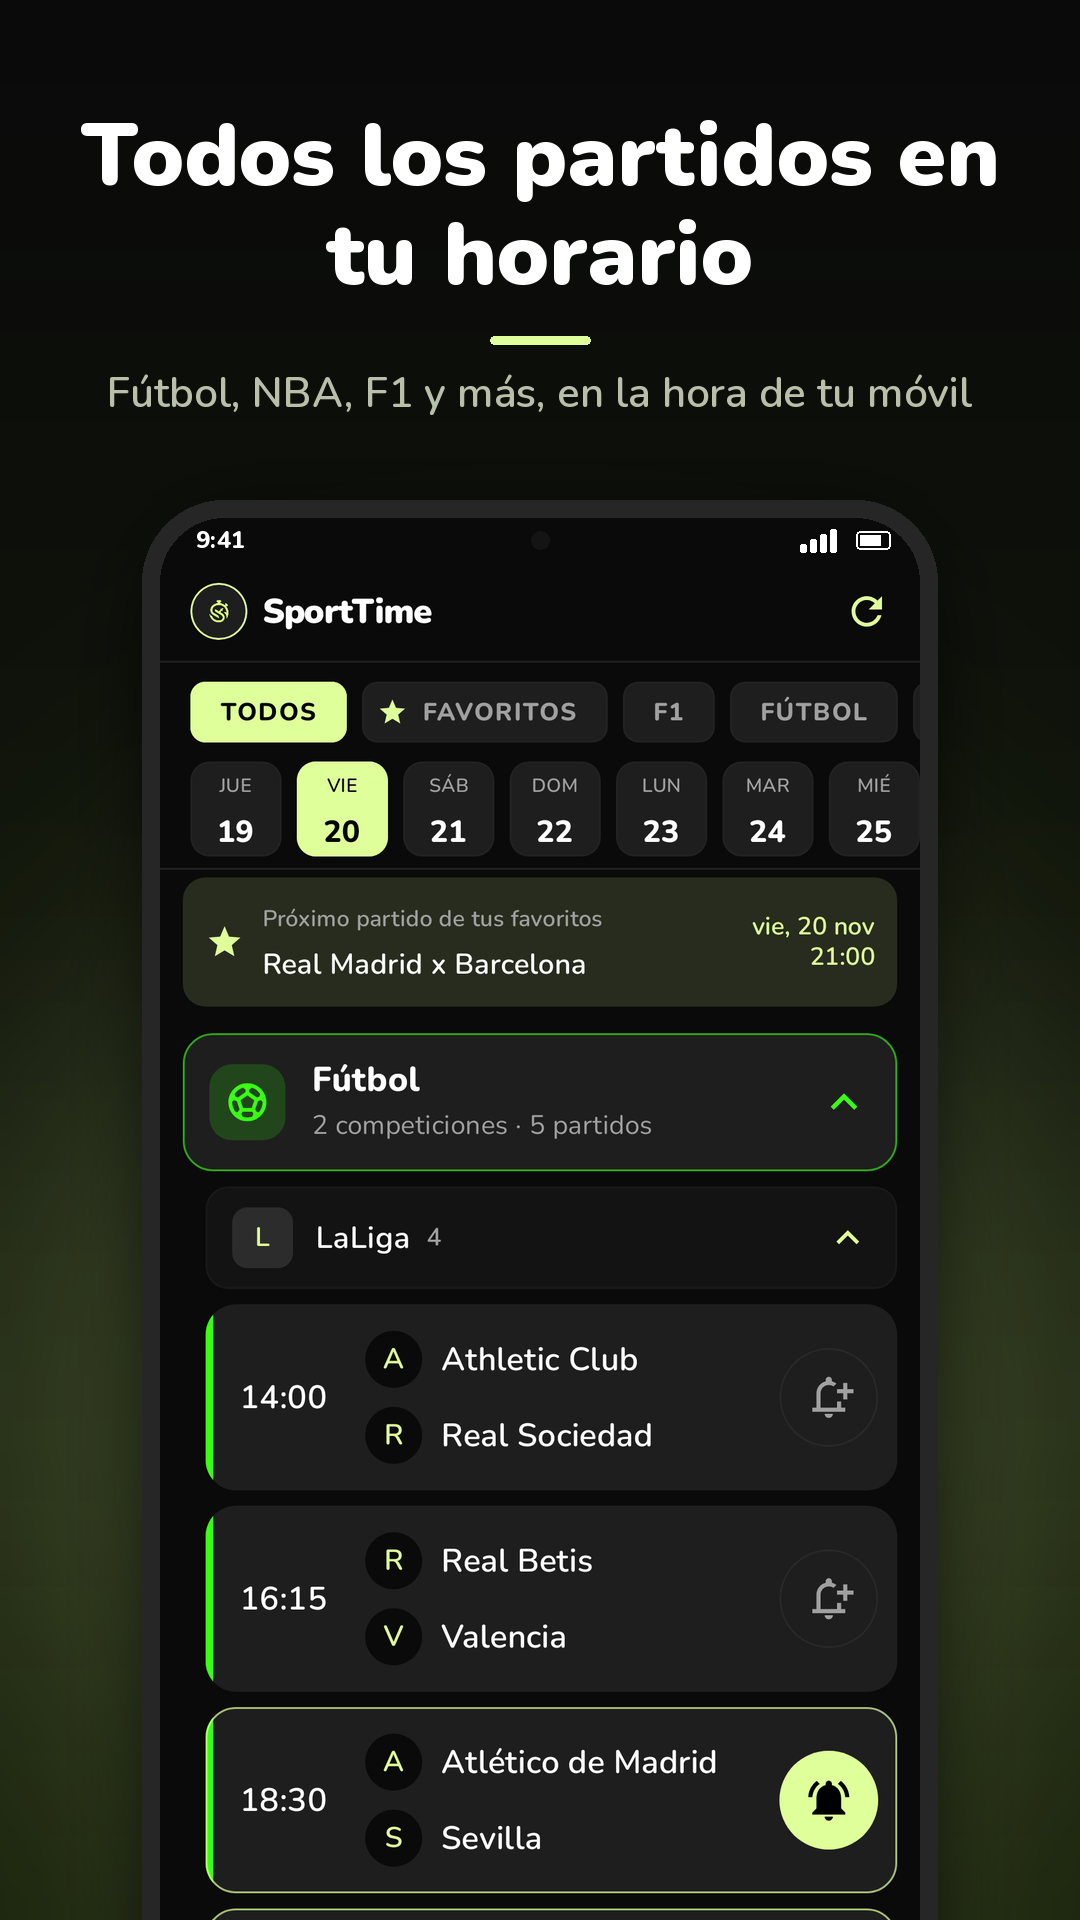 Todos los partidos en
tu horario
Fútbol, NBA, F1 y más, en la hora de tu móvil
9:41
SportTime
TODOS
FAVORITOS
F1
FÚTBOL
JUE
VIE
SÁB
DOM
LUN
MAR
MIÉ
19
20
21
22
23
24
25
Próximo partido de tus favoritos
Real Madrid x Barcelona
vie, 20 nov
21:00
Fútbol
2 competiciones · 5 partidos
L
LaLiga 4
14:00
A Athletic Club
R Real Sociedad
16:15
R Real Betis
V Valencia
18:30
A Atlético de Madrid
S Sevilla